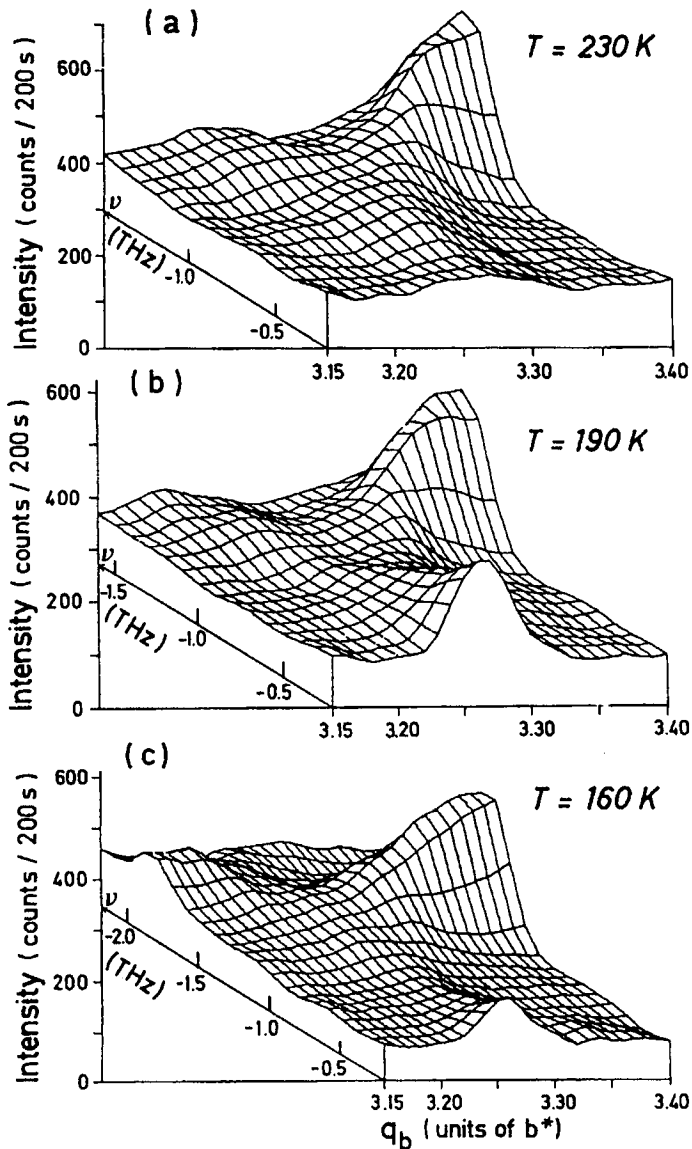 (a)
T = 230 K
Intensity (counts / 200 s)
600
400
200
0
ν
(THz)
-1.0
-0.5
3.15
3.20
3.30
3.40
(b)
T = 190 K
Intensity (counts / 200 s)
600
400
200
0
ν
-1.5
(THz)
-1.0
-0.5
3.15
3.20
3.30
3.40
(c)
T = 160 K
Intensity (counts / 200 s)
600
400
200
0
ν
-2.0
(THz)
-1.5
-1.0
-0.5
3.15
3.20
3.30
3.40
q_b (units of b*)